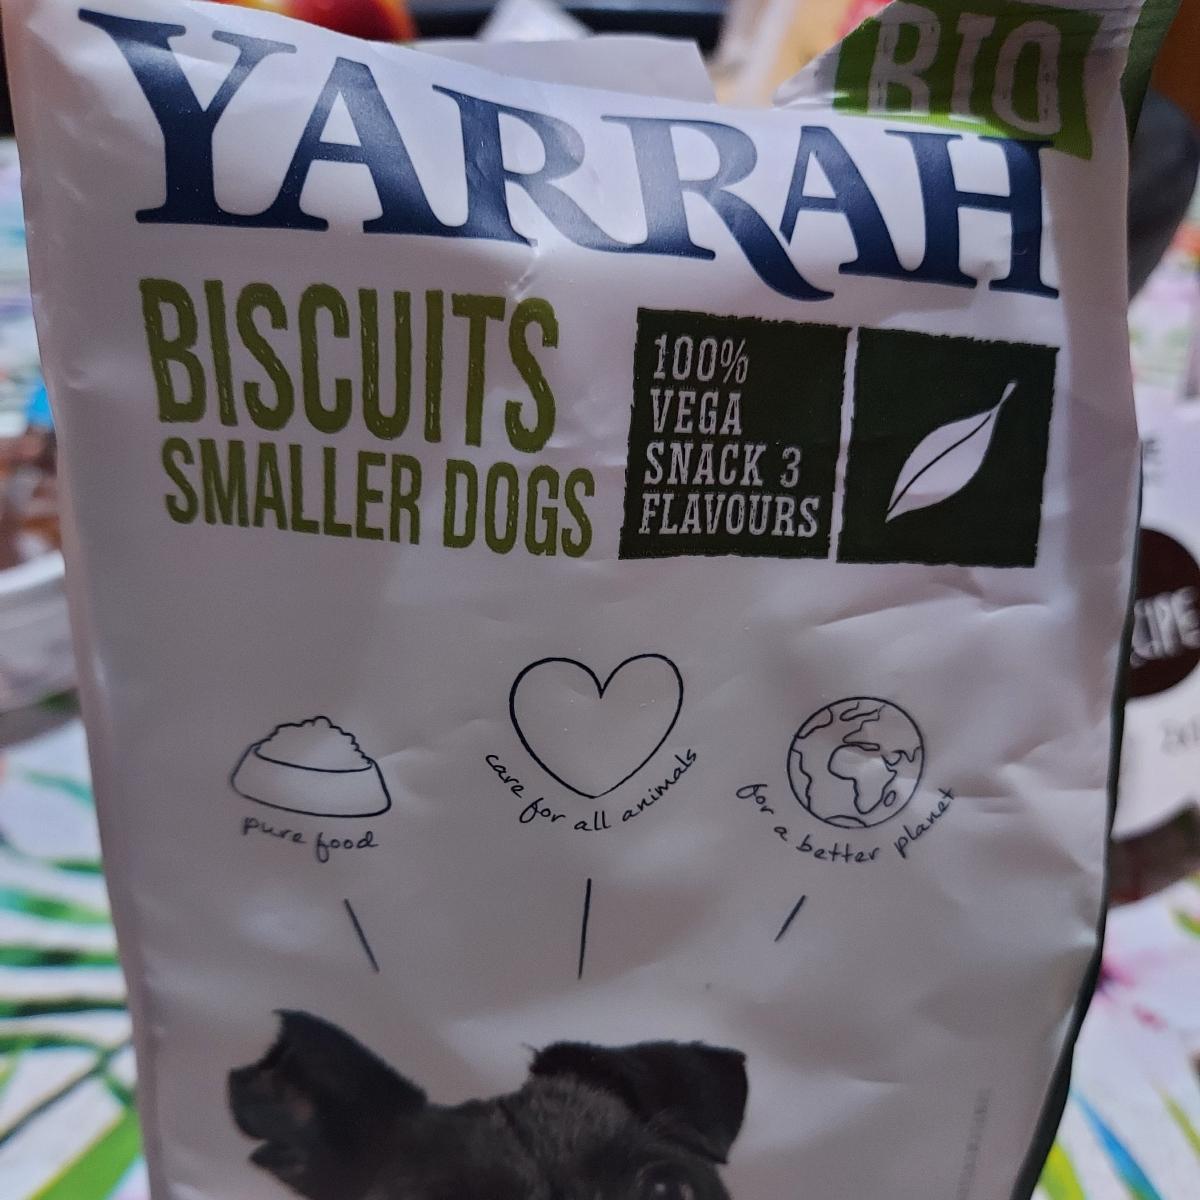 BIO
YARRAH
BISCUITS
SMALLER DOGS
100%
VEGA
SNACK 3
FLAVOURS
care for all animals
pure food
for a better planet